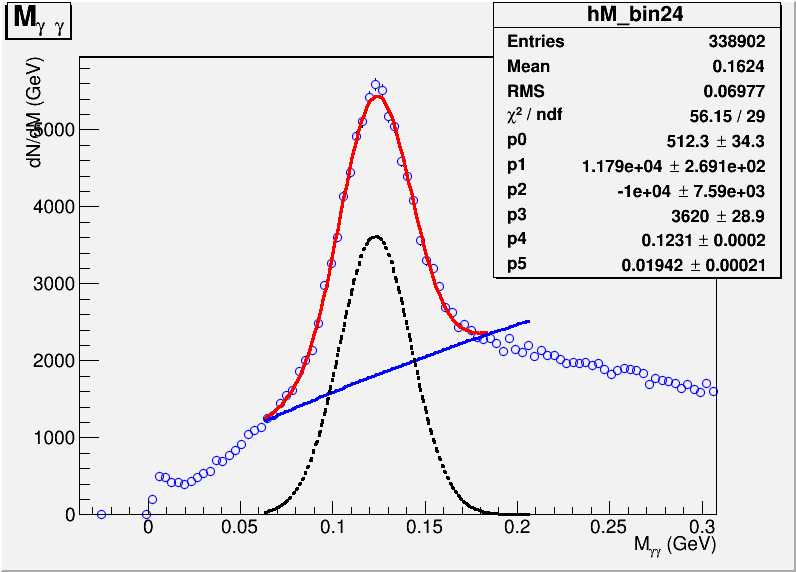 M γ γ
hM_bin24
Entries 338902
Mean 0.1624
RMS 0.06977
χ² / ndf 56.15 / 29
p0 512.3 ± 34.3
p1 1.179e+04 ± 2.691e+02
p2 -1e+04 ± 7.59e+03
p3 3620 ± 28.9
p4 0.1231 ± 0.0002
p5 0.01942 ± 0.00021
dN/dM (GeV)
5000
4000
3000
2000
1000
0
0 0.05 0.1 0.15 0.2 0.25 0.3
M γγ (GeV)